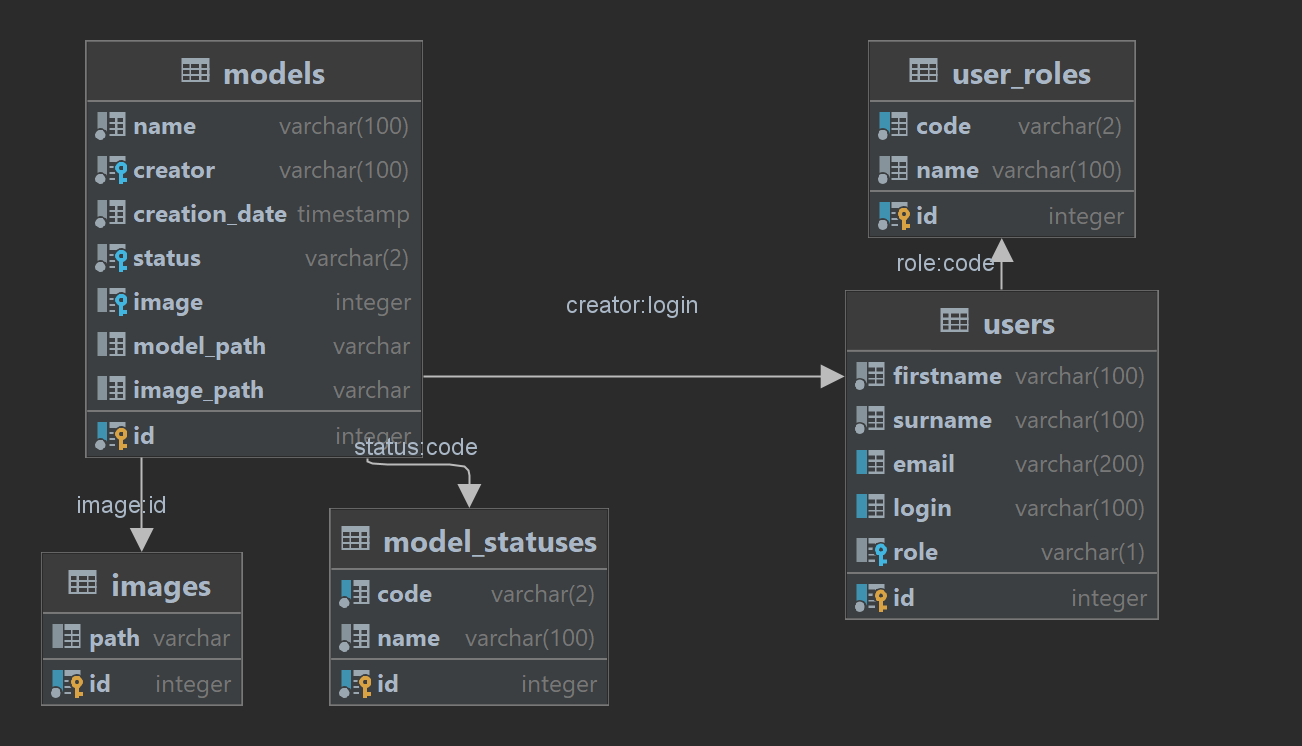 models
name varchar(100)
creator varchar(100)
creation_date timestamp
status varchar(2)
image integer
model_path varchar
image_path varchar
id integer
user_roles
code varchar(2)
name varchar(100)
id integer
role:code
creator:login
users
firstname varchar(100)
surname varchar(100)
email varchar(200)
login varchar(100)
role varchar(1)
id integer
status:code
image:id
images
path varchar
id integer
model_statuses
code varchar(2)
name varchar(100)
id integer